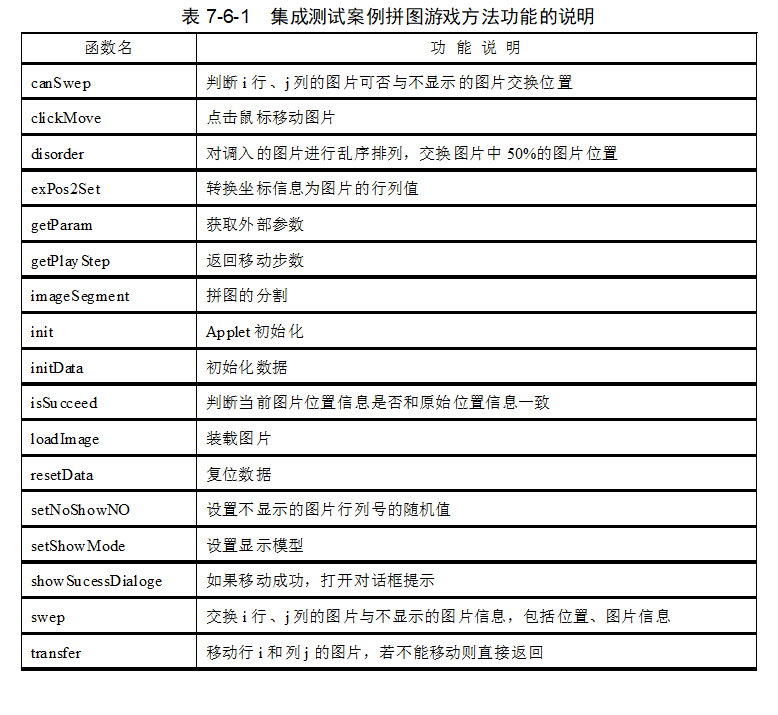 表 7-6-1 集成测试案例拼图游戏方法功能的说明
函数名 功 能 说 明
canSwep 判断 i 行、j 列的图片可否与不显示的图片交换位置
clickMove 点击鼠标移动图片
disorder 对调入的图片进行乱序排列，交换图片中 50%的图片位置
exPos2Set 转换坐标信息为图片的行列值
getParam 获取外部参数
getPlayStep 返回移动步数
imageSegment 拼图的分割
init Applet 初始化
initData 初始化数据
isSucceed 判断当前图片位置信息是否和原始位置信息一致
loadImage 装载图片
resetData 复位数据
setNoShowNO 设置不显示的图片行列号的随机值
setShowMode 设置显示模型
showSucessDialoge 如果移动成功，打开对话框提示
swep 交换 i 行、j 列的图片与不显示的图片信息，包括位置、图片信息
transfer 移动行 i 和列 j 的图片，若不能移动则直接返回